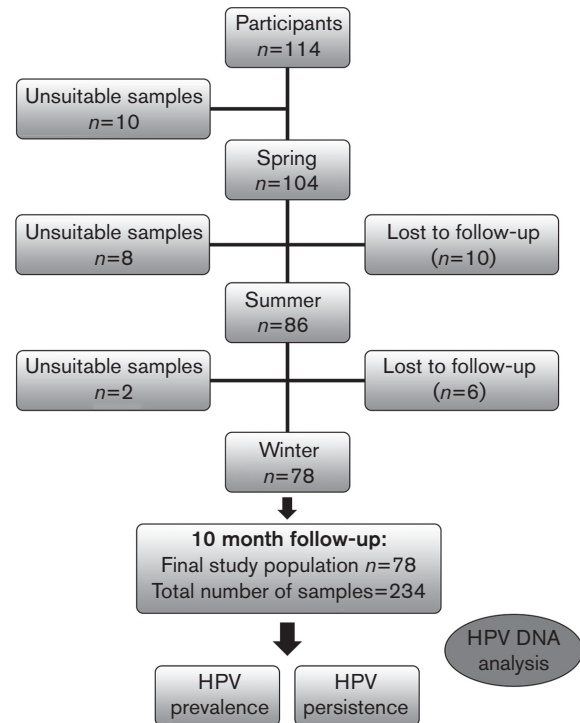 Participants
n=114
Unsuitable samples
n=10
Spring
n=104
Unsuitable samples
n=8
Lost to follow-up
(n=10)
Summer
n=86
Unsuitable samples
n=2
Lost to follow-up
(n=6)
Winter
n=78
10 month follow-up:
Final study population n=78
Total number of samples=234
HPV DNA
analysis
HPV
prevalence
HPV
persistence